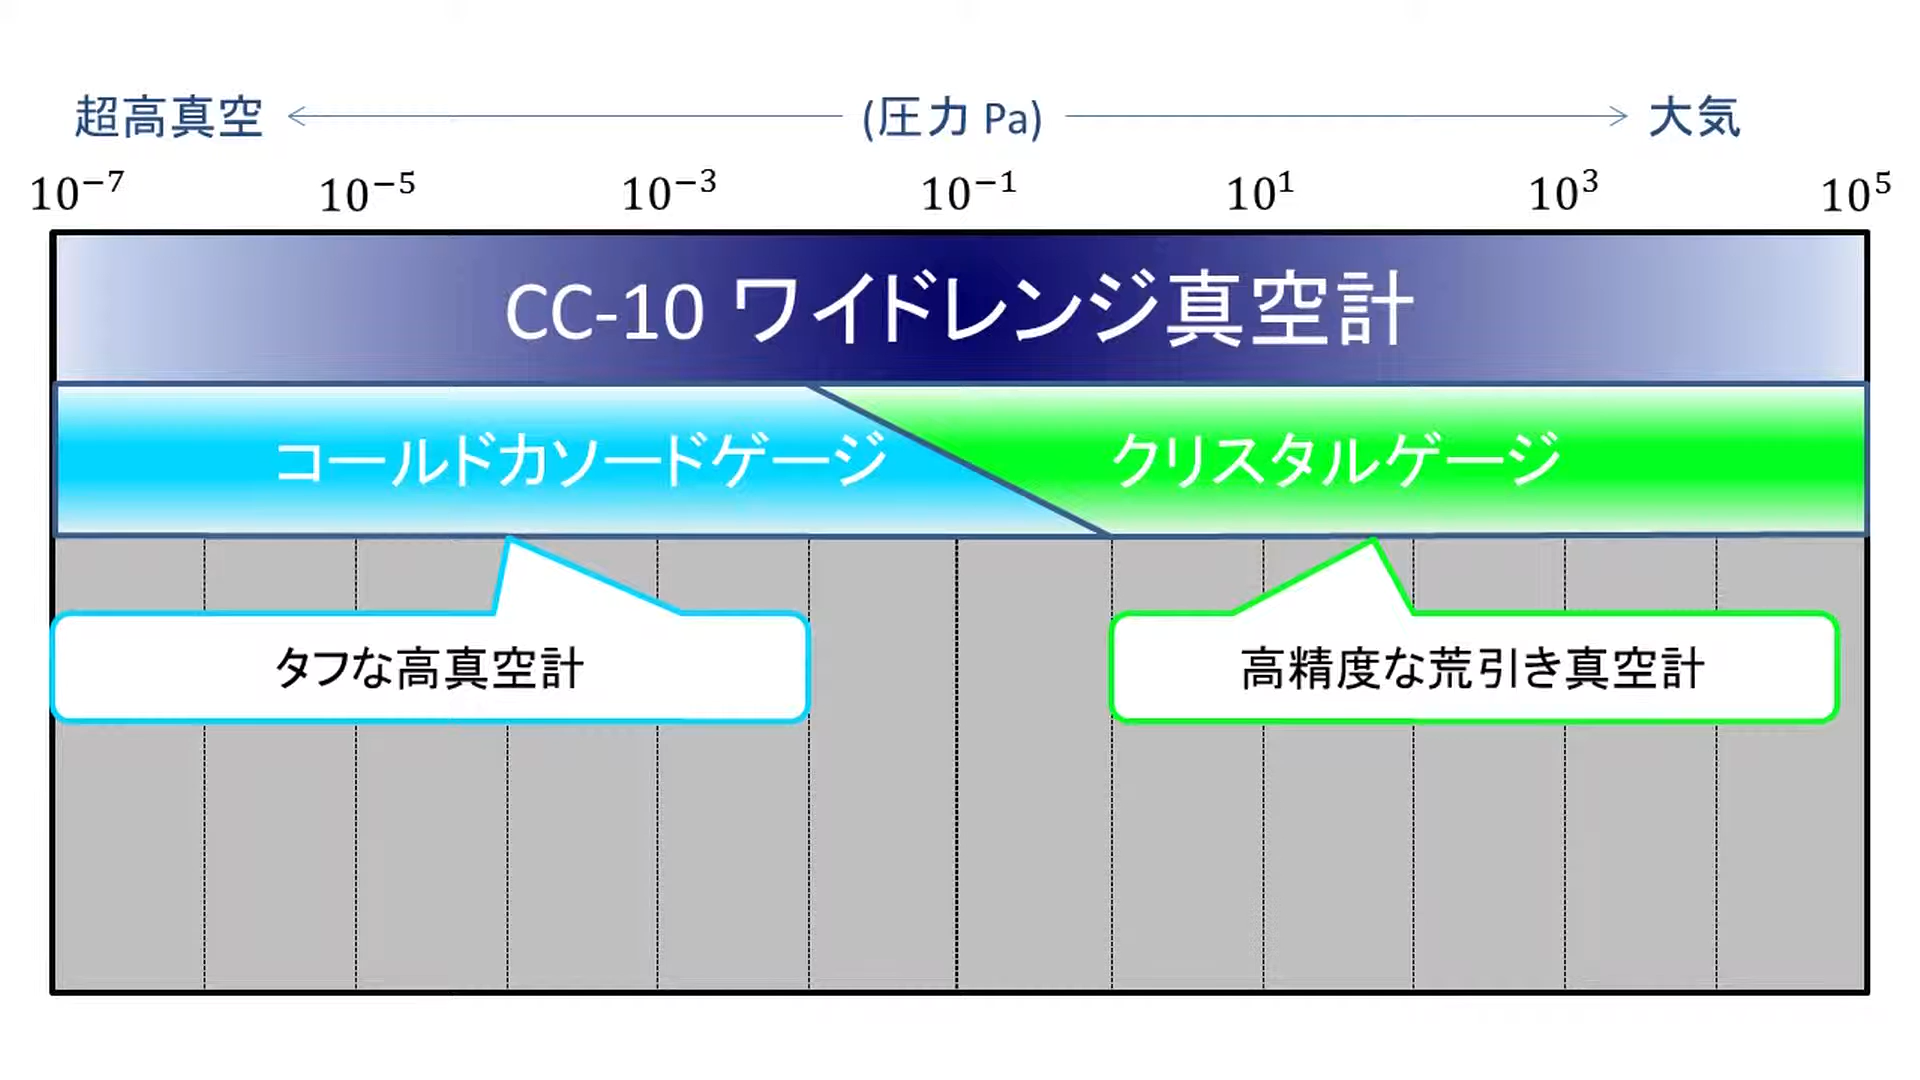 超高真空 (圧力 Pa) 大気
10⁻⁷ 10⁻⁵ 10⁻³ 10⁻¹ 10¹ 10³ 10⁵
CC-10 ワイドレンジ真空計
コールドカソードゲージ クリスタルゲージ
タフな高真空計 高精度な荒引き真空計